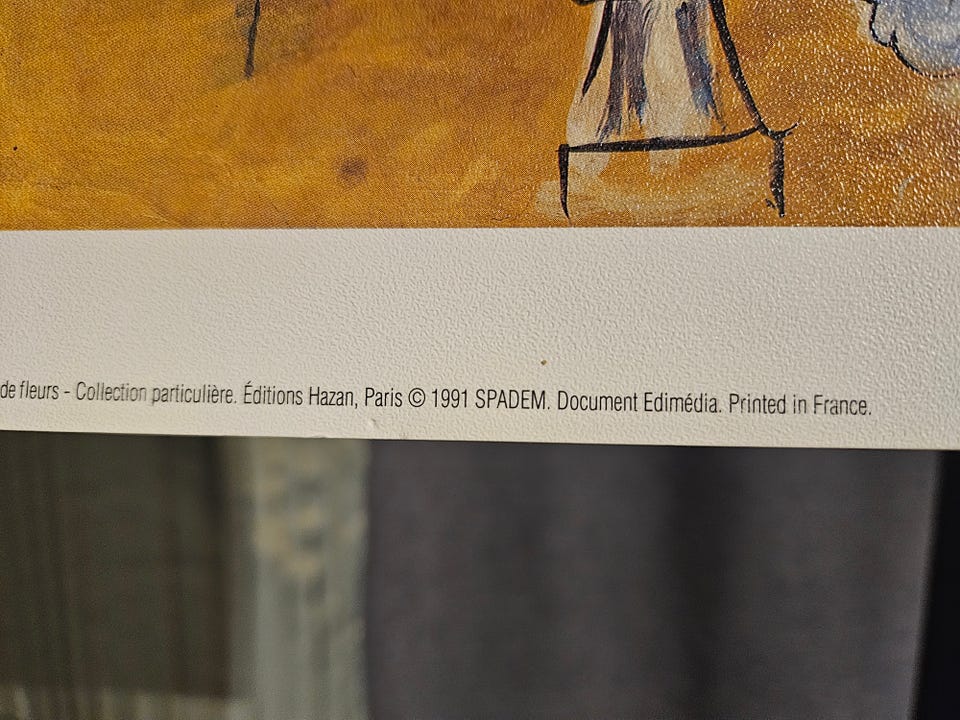 de fleurs - Collection particulière. Éditions Hazan, Paris © 1991 SPADEM. Document Edimédia. Printed in France.